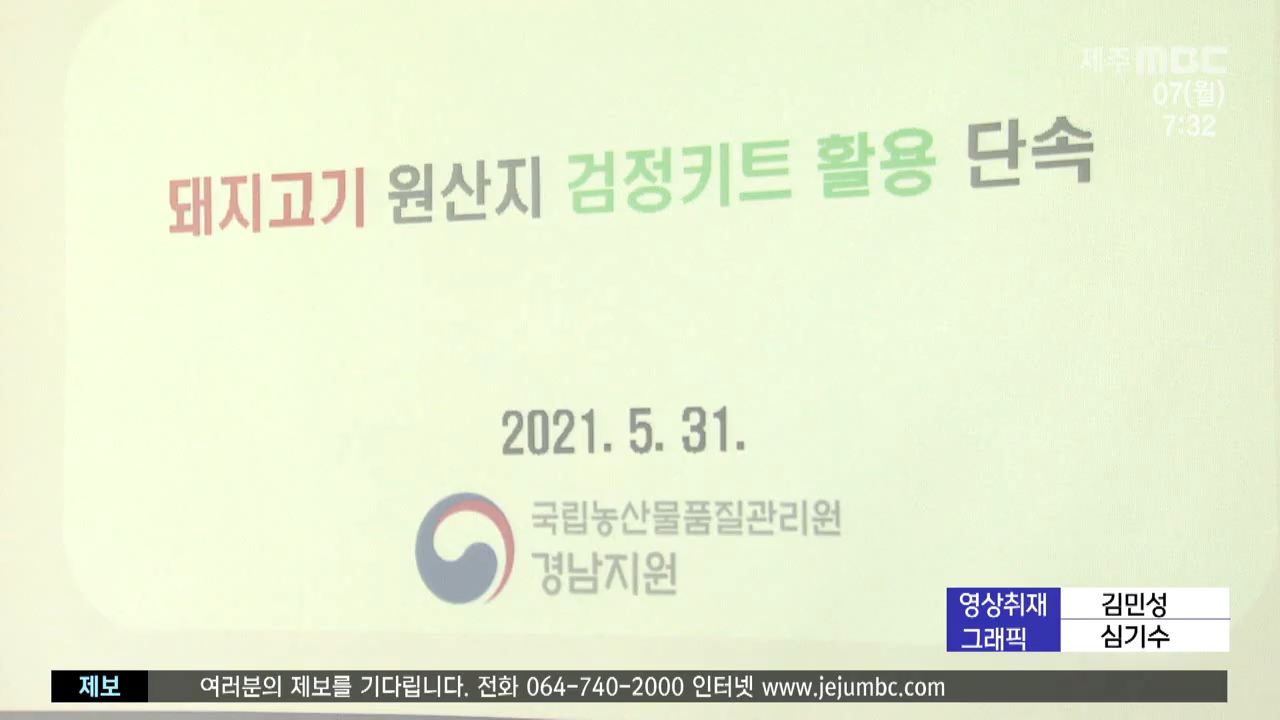 제주MBC
07(월)
7:32
돼지고기 원산지 검정키트 활용 단속
2021. 5. 31.
국립농산물품질관리원
경남지원
영상취재 김민성
그래픽 심기수
제보 여러분의 제보를 기다립니다. 전화 064-740-2000 인터넷 www.jejumbc.com